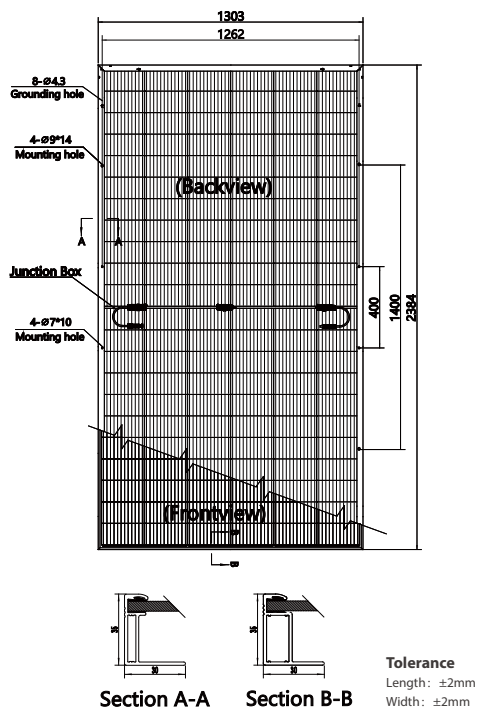 1303
1262
8-Ø4.3
Grounding hole
4-Ø9*14
Mounting hole
(Backview)
A
A
Junction Box
4-Ø7*10
Mounting hole
400
1400
2384
(Frontview)
B
B
35
30
35
30
Section A-A
Section B-B
Tolerance
Length: ±2mm
Width: ±2mm